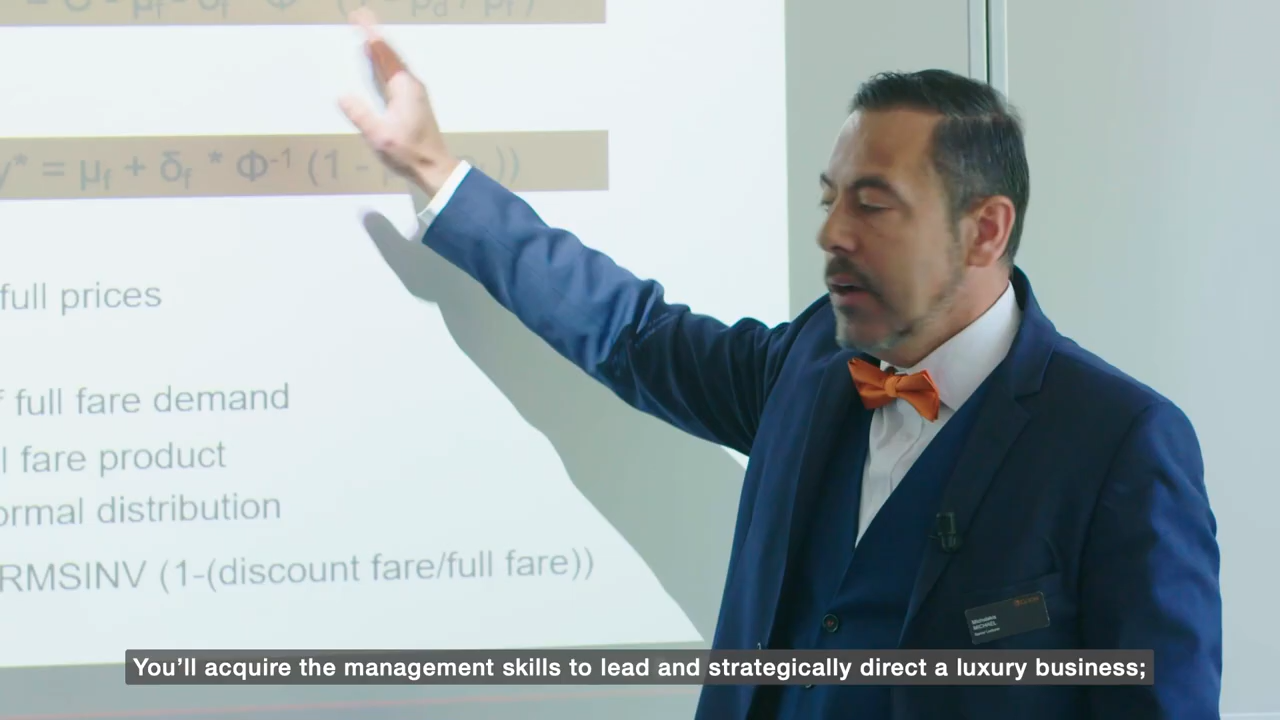 y* = μf + δf * Φ-1 (1 -
full prices
f full fare demand
l fare product
ormal distribution
RMSINV (1-(discount fare/full fare))
MICHAEL
You’ll acquire the management skills to lead and strategically direct a luxury business;